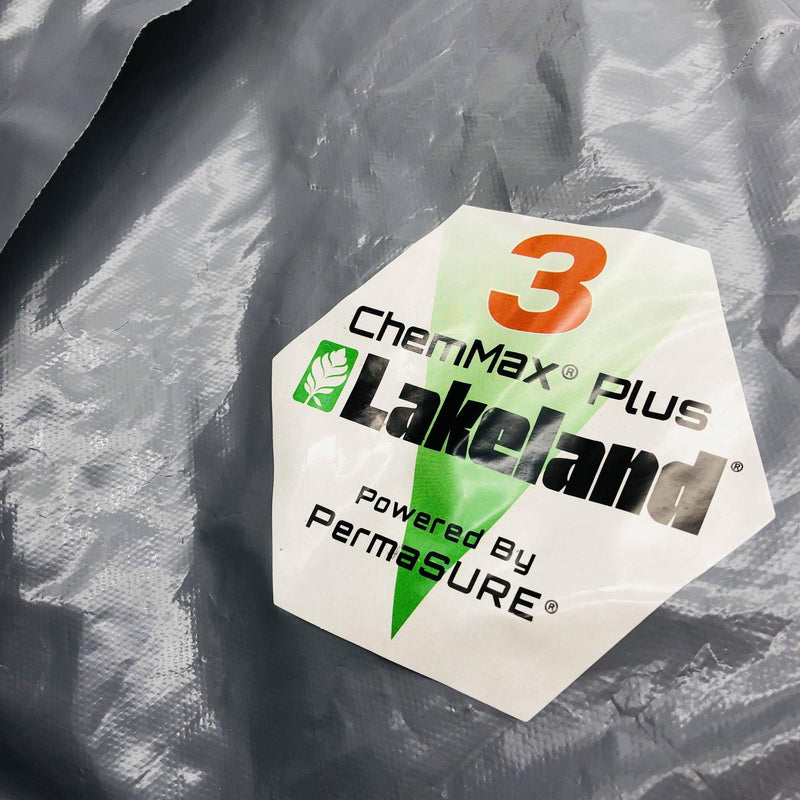 3
ChemMax® Plus
Lakeland®
Powered By
PermaSURE®